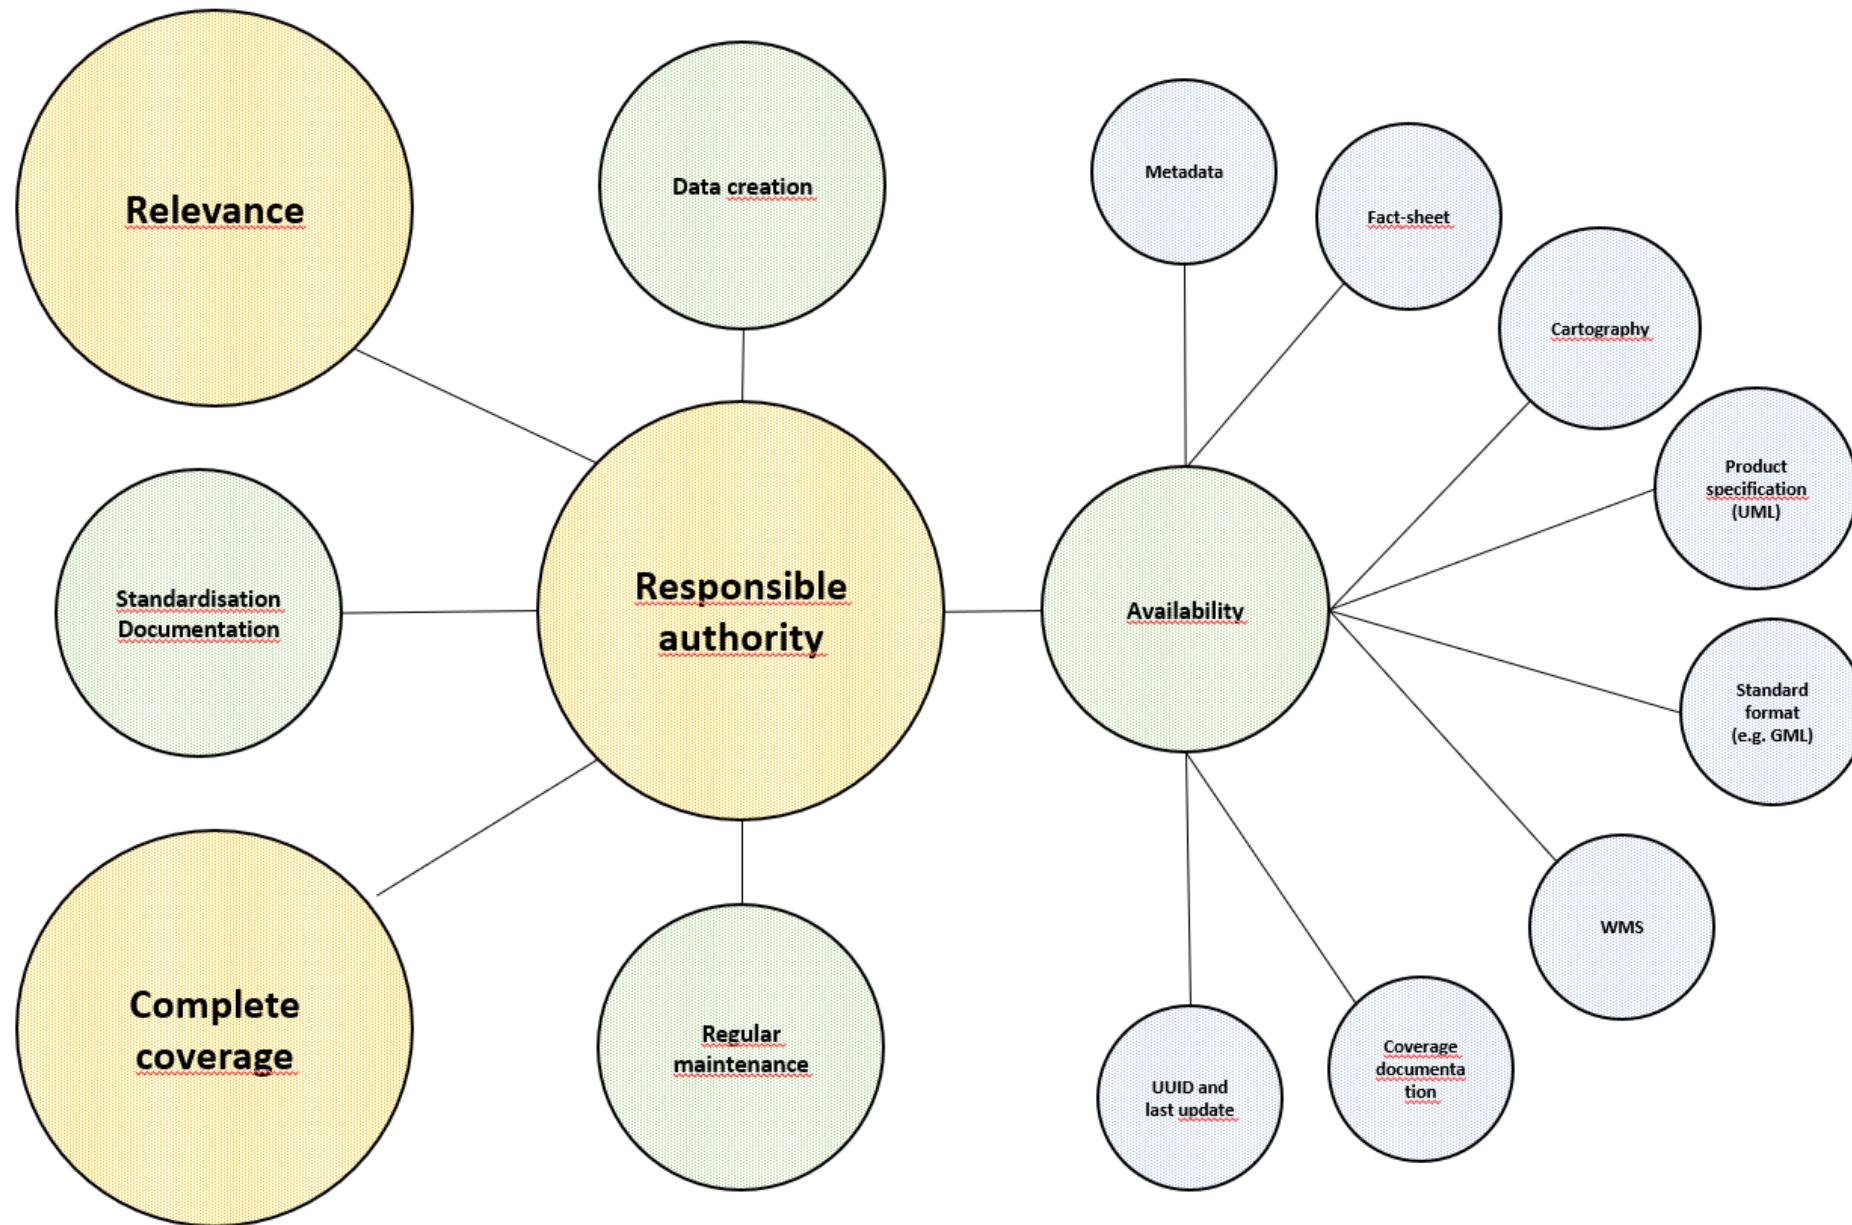 Relevance
Data creation
Metadata
Fact-sheet
Cartography
Product
specification
(UML)
Standardisation
Documentation
Responsible
authority
Availability
Standard
format
(e.g. GML)
WMS
Complete
coverage
Regular
maintenance
UUID and
last update
Coverage
documenta
tion